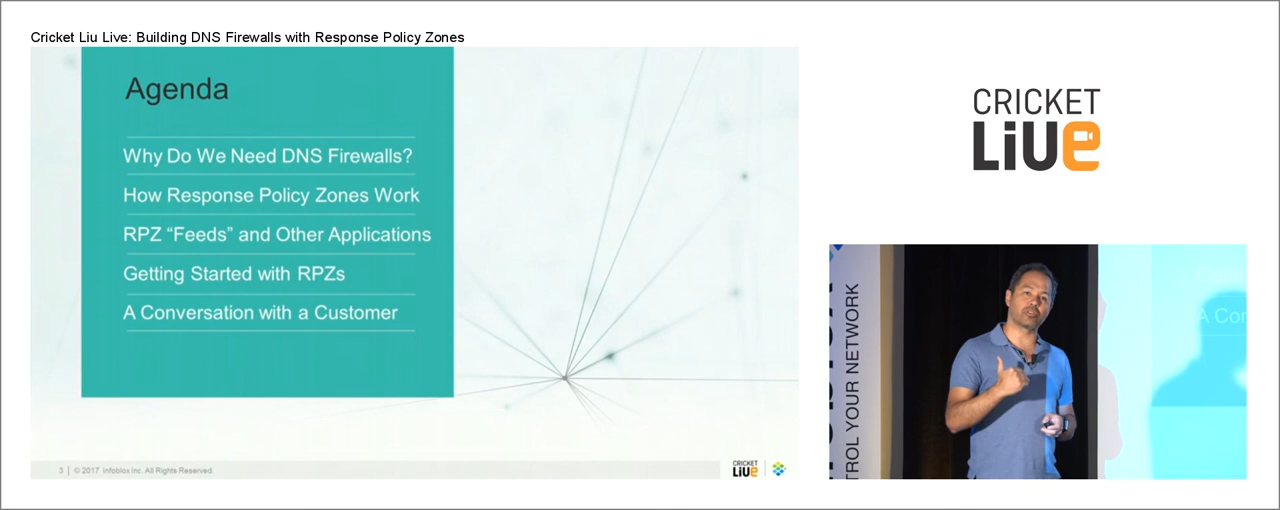 Cricket Liu Live: Building DNS Firewalls with Response Policy Zones
Agenda
Why Do We Need DNS Firewalls?
How Response Policy Zones Work
RPZ “Feeds” and Other Applications
Getting Started with RPZs
A Conversation with a Customer
3 | © 2017 Infoblox Inc. All Rights Reserved.
CRICKET
LiUe
CRICKET
LiUe
TROL YOUR NETWORK
A Con